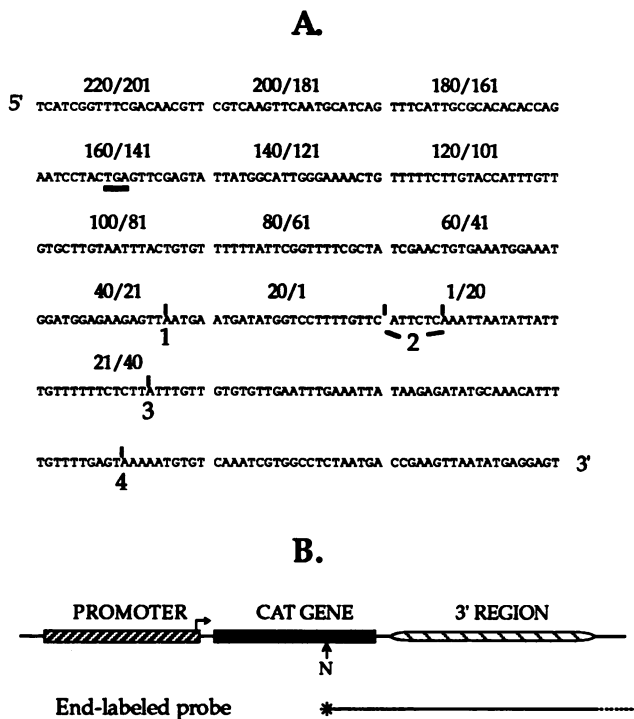 A.
220/201 200/181 180/161
5' TCATCGGTTTCGACAACGTT CGTCAAGTTCAATGCATCAG TTTCATTGCGCACACACCAG
160/141 140/121 120/101
AATCCTACTGAGTTCGAGTA TTATGGCATTGGGAAAACTG TTTTTCTTGTACCATTTGTT
100/81 80/61 60/41
GTGCTTGTAATTTACTGTGT TTTTTATTCGGTTTTCGCTA TCGAACTGTGAAATGGAAAT
40/21 20/1 1/20
GGATGGAGAAGAGTTAATGA ATGATATGGTCCTTTTGTTC ATTCTCAAATTAATATTATT
1 2
21/40
TGTTTTTTCTCTTATTTGTT GTGTGTTGAATTTGAAATTA TAAGAGATATGCAAACATTT
3
TGTTTTGAGTAAAAATGTGT CAAATCGTGGCCTCTAATGA CCGAAGTTAATATGAGGAGT 3'
4
B.
PROMOTER CAT GENE 3' REGION
N
End-labeled probe *